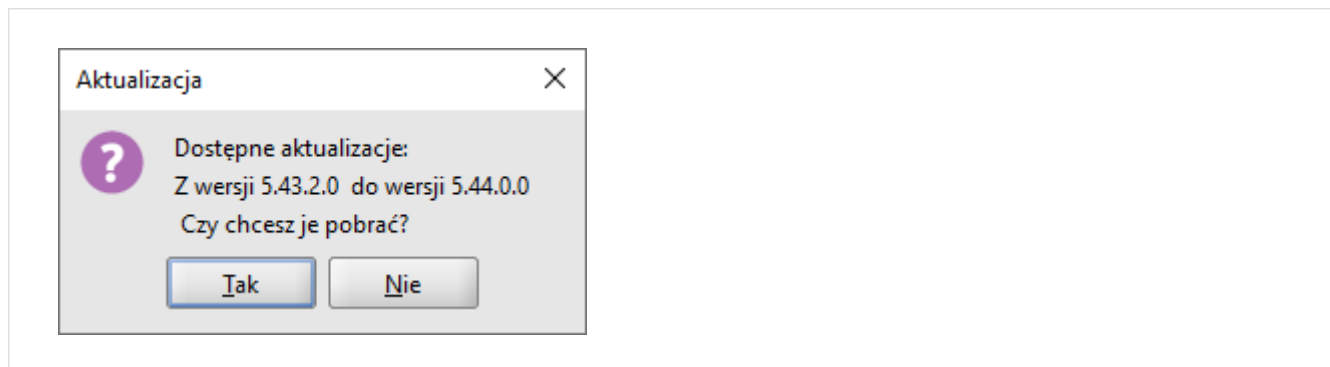 Aktualizacja
Dostępne aktualizacje:
Z wersji 5.43.2.0  do wersji 5.44.0.0
Czy chcesz je pobrać?
Tak
Nie